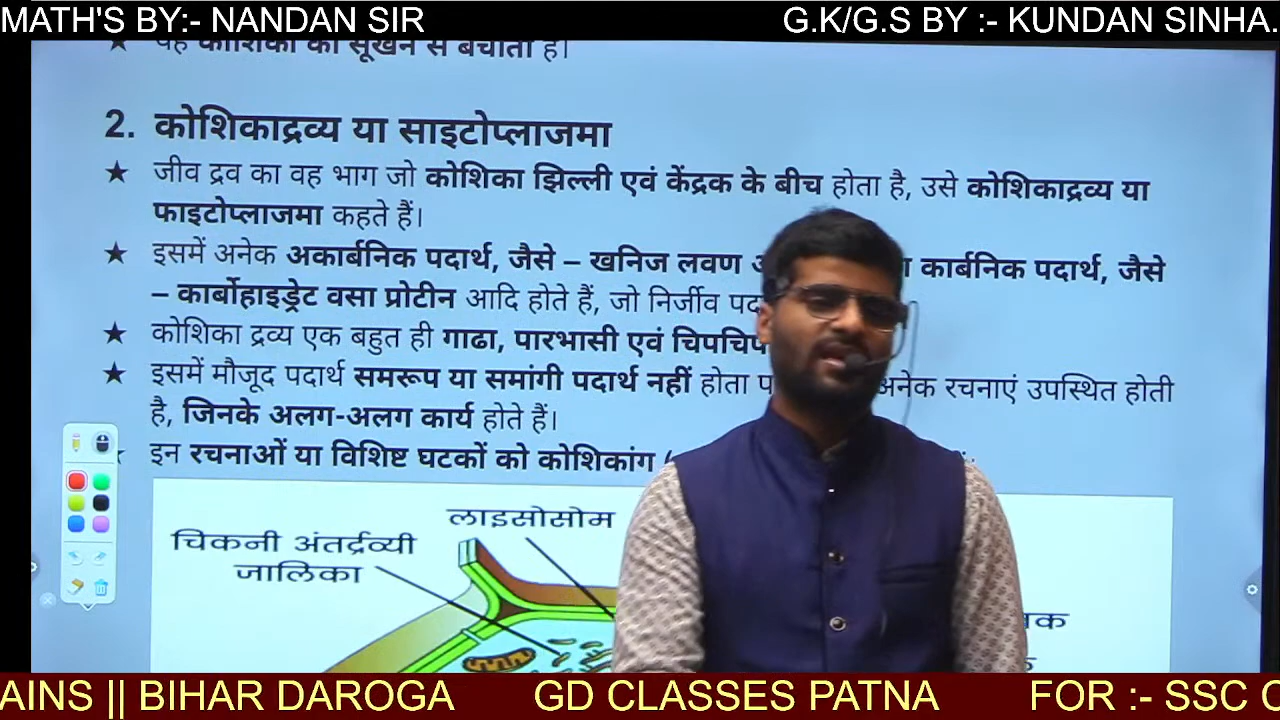 MATH'S BY:- NANDAN SIR
G.K/G.S BY :- KUNDAN SINHA.
★ यह कोशिका को सूखने से बचाता है।
2. कोशिकाद्रव्य या साइटोप्लाजमा
★ जीव द्रव का वह भाग जो कोशिका झिल्ली एवं केंद्रक के बीच होता है, उसे कोशिकाद्रव्य या
फाइटोप्लाजमा कहते हैं।
★ इसमें अनेक अकार्बनिक पदार्थ, जैसे – खनिज लवण कार्बनिक पदार्थ, जैसे
– कार्बोहाइड्रेट वसा प्रोटीन आदि होते हैं, जो निर्जीव
★ कोशिका द्रव्य एक बहुत ही गाढा, पारभासी एवं
★ इसमें मौजूद पदार्थ समरूप या समांगी पदार्थ नहीं होता अनेक रचनाएं उपस्थित होती
है, जिनके अलग-अलग कार्य होते हैं।
इन रचनाओं या विशिष्ट घटकों को कोशिकांग (
लाइसोसोम
चिकनी अंतर्द्रव्यी
जालिका
AINS || BIHAR DAROGA GD CLASSES PATNA FOR :- SSC